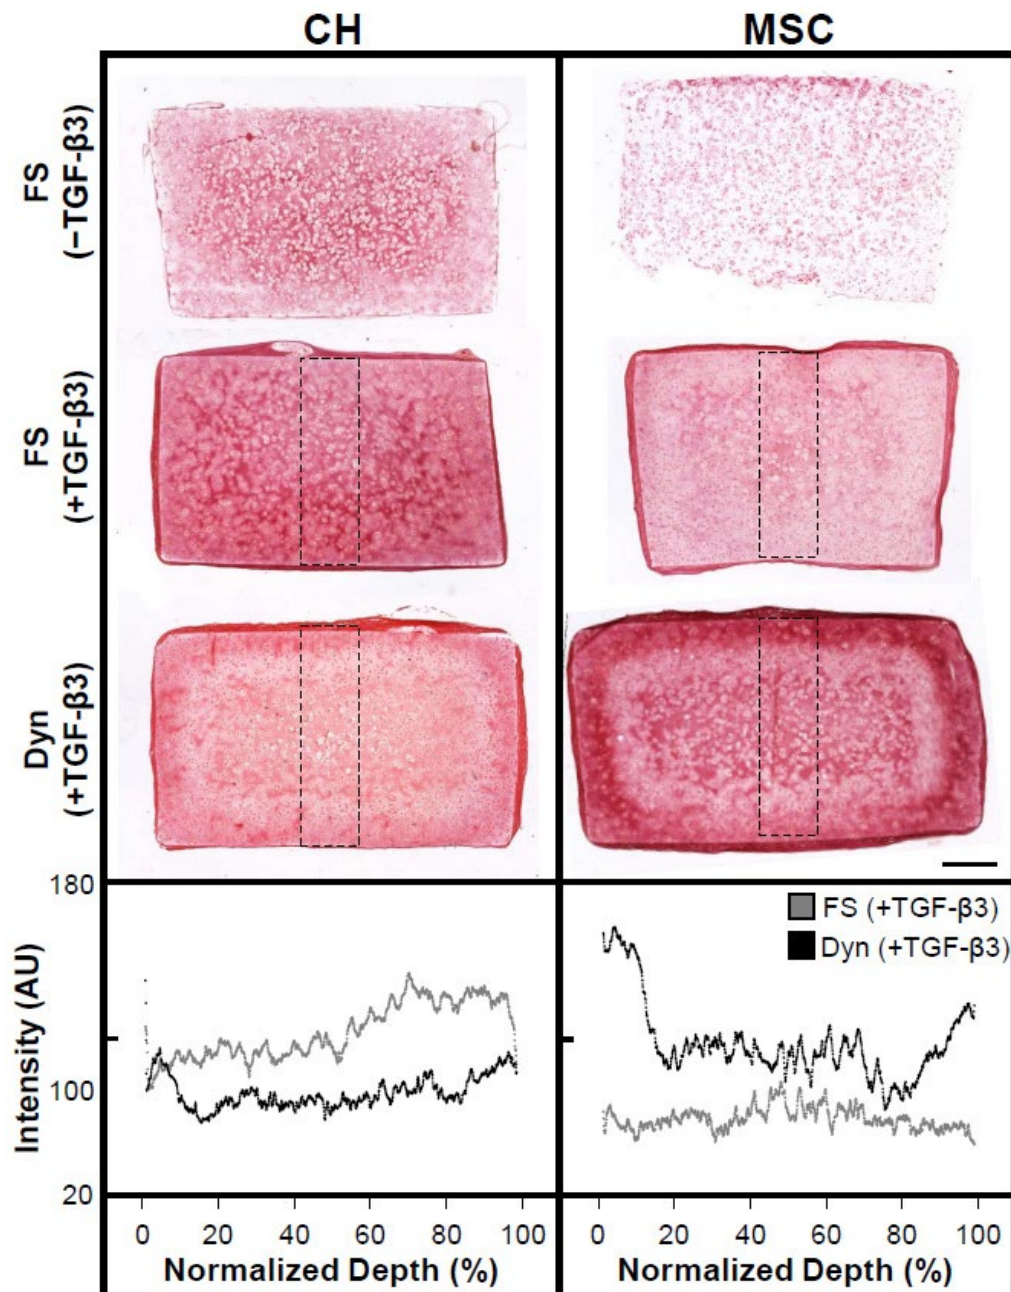 CH MSC
FS
(−TGF-β3)
FS
(+TGF-β3)
Dyn
(+TGF-β3)
180
100
20
Intensity (AU)
FS (+TGF-β3)
Dyn (+TGF-β3)
0 20 40 60 80 100 0 20 40 60 80 100
Normalized Depth (%) Normalized Depth (%)